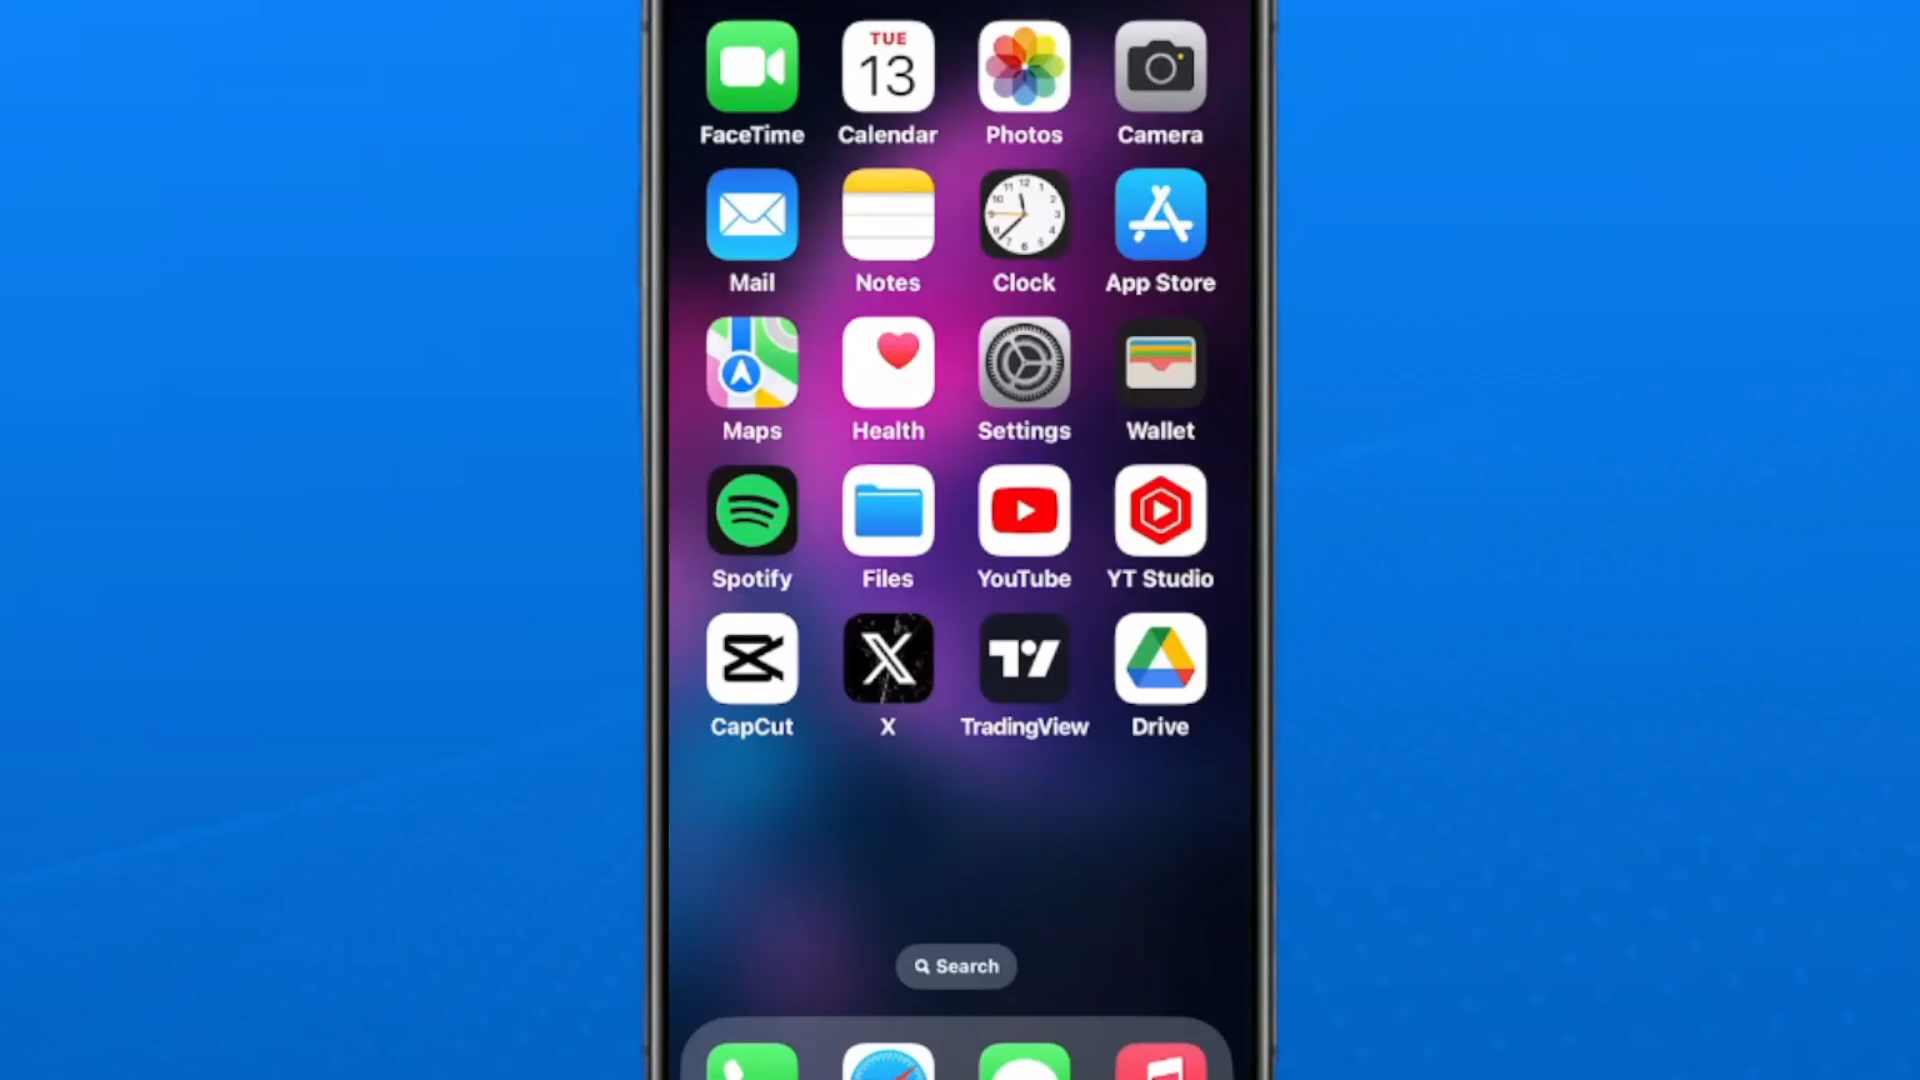 TUE
13
FaceTime Calendar Photos Camera
Mail Notes Clock App Store
Maps Health Settings Wallet
Spotify Files YouTube YT Studio
CapCut X TradingView Drive
Search